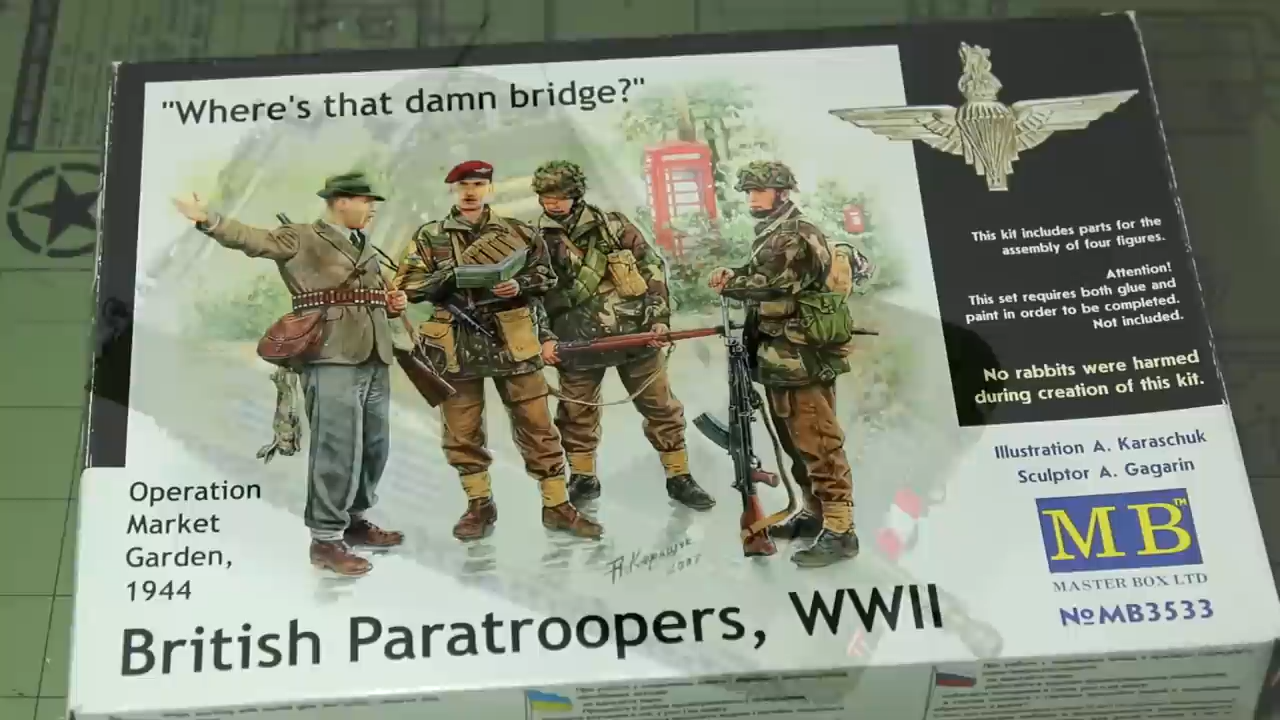 "Where's that damn bridge?"
This kit includes parts for the
assembly of four figures.
Attention!
This set requires both glue and
paint in order to be completed.
Not included.
No rabbits were harmed
during creation of this kit.
Illustration A. Karaschuk
Sculptor A. Gagarin
MB™
MASTER BOX LTD
№MB3533
Operation
Market
Garden,
1944
British Paratroopers, WWII